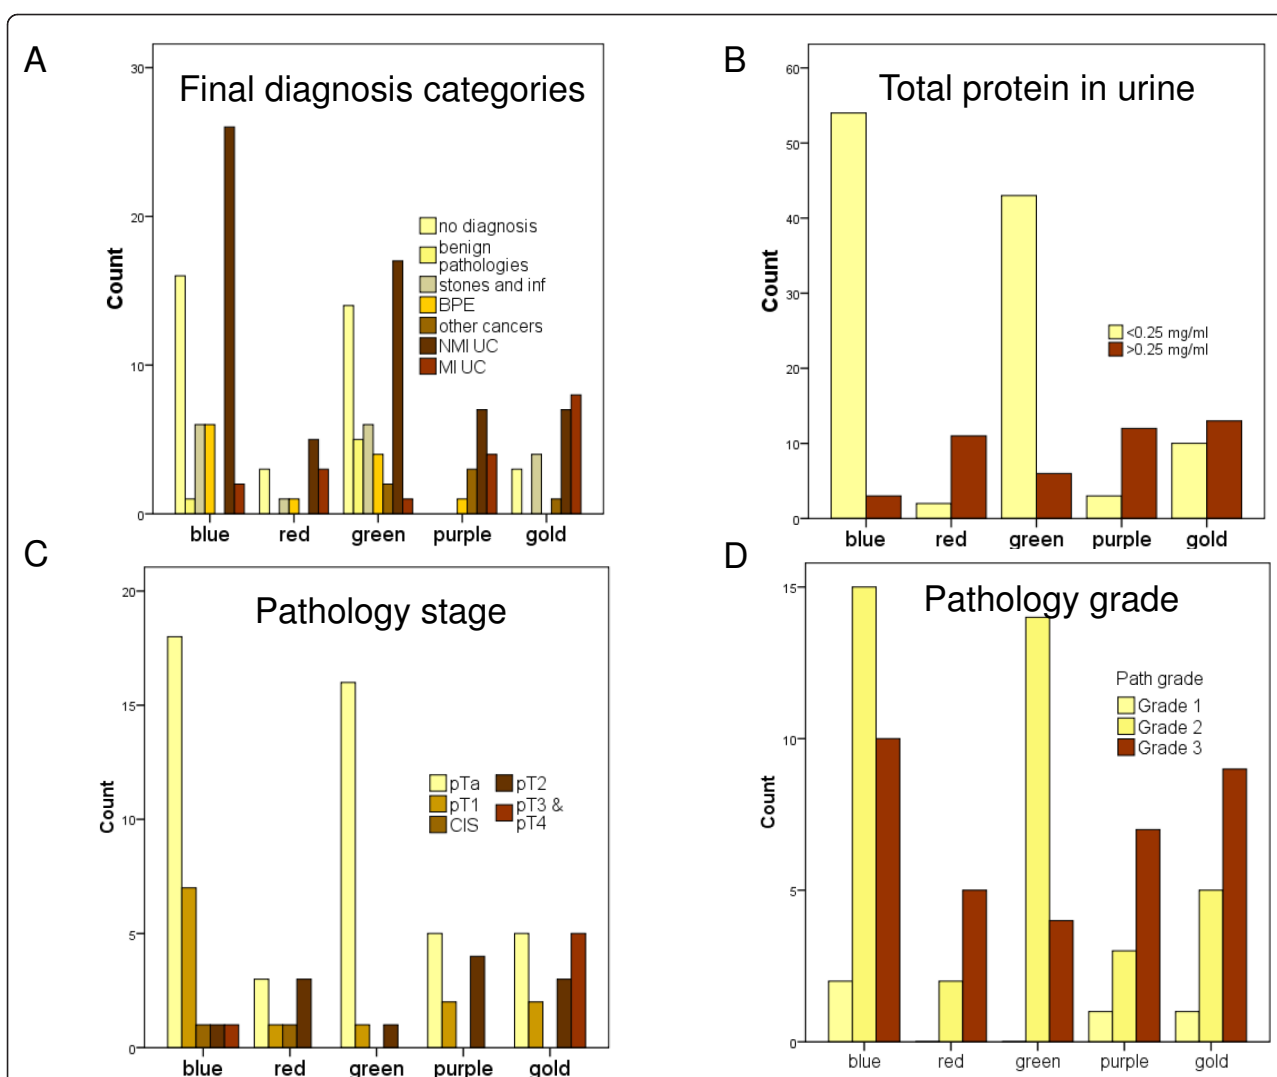 A
Final diagnosis categories
30
20
10
0
Count
no diagnosis
benign
pathologies
stones and inf
BPE
other cancers
NMI UC
MI UC
blue red green purple gold
B
Total protein in urine
60
50
40
30
20
10
0
Count
<0.25 mg/ml
>0.25 mg/ml
blue red green purple gold
C
Pathology stage
20
15
10
5
0
Count
pTa pT2
pT1 pT3 &
CIS pT4
blue red green purple gold
D
Pathology grade
15
10
5
0
Count
Path grade
Grade 1
Grade 2
Grade 3
blue red green purple gold